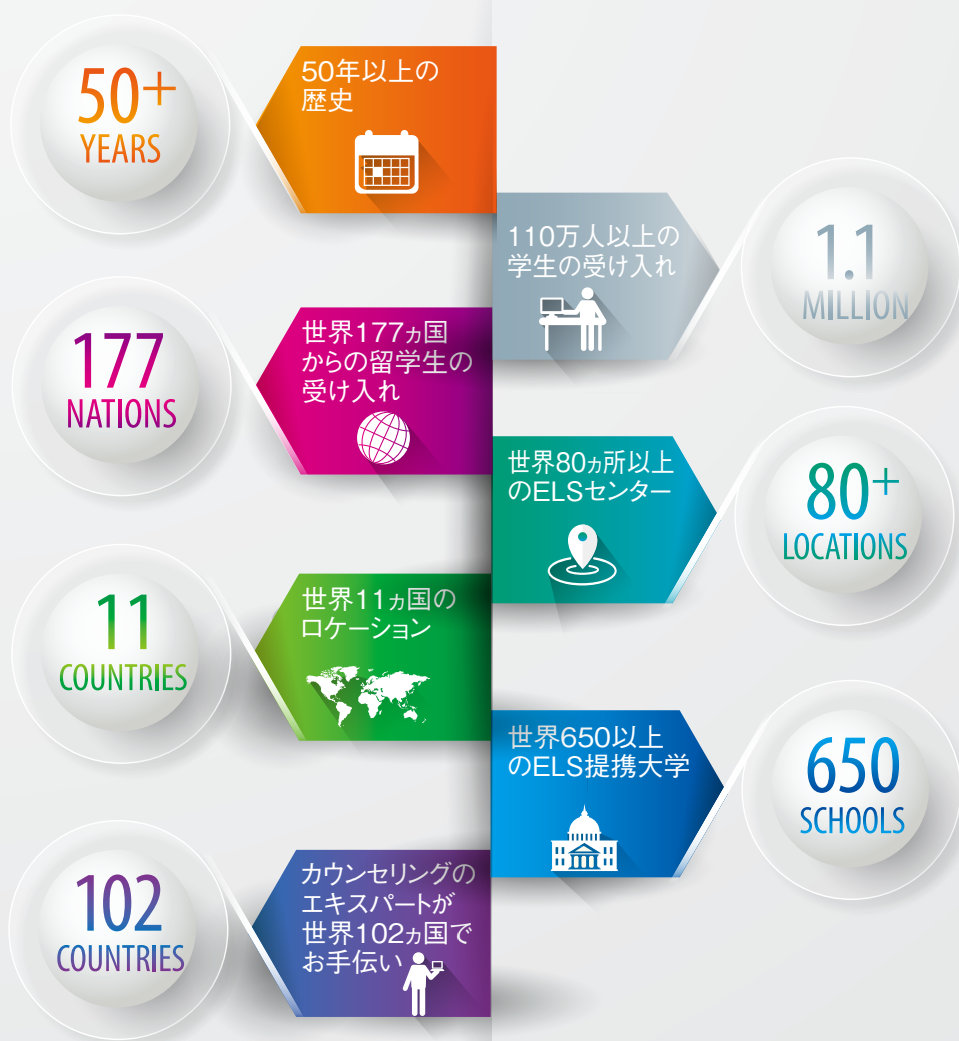 50+
YEARS
50年以上の
歴史
110万人以上の
学生の受け入れ
1.1
MILLION
177
NATIONS
世界177ヵ国
からの留学生の
受け入れ
世界80ヵ所以上
のELSセンター
80+
LOCATIONS
11
COUNTRIES
世界11ヵ国の
ロケーション
世界650以上
のELS提携大学
650
SCHOOLS
102
COUNTRIES
カウンセリングの
エキスパートが
世界102ヵ国で
お手伝い